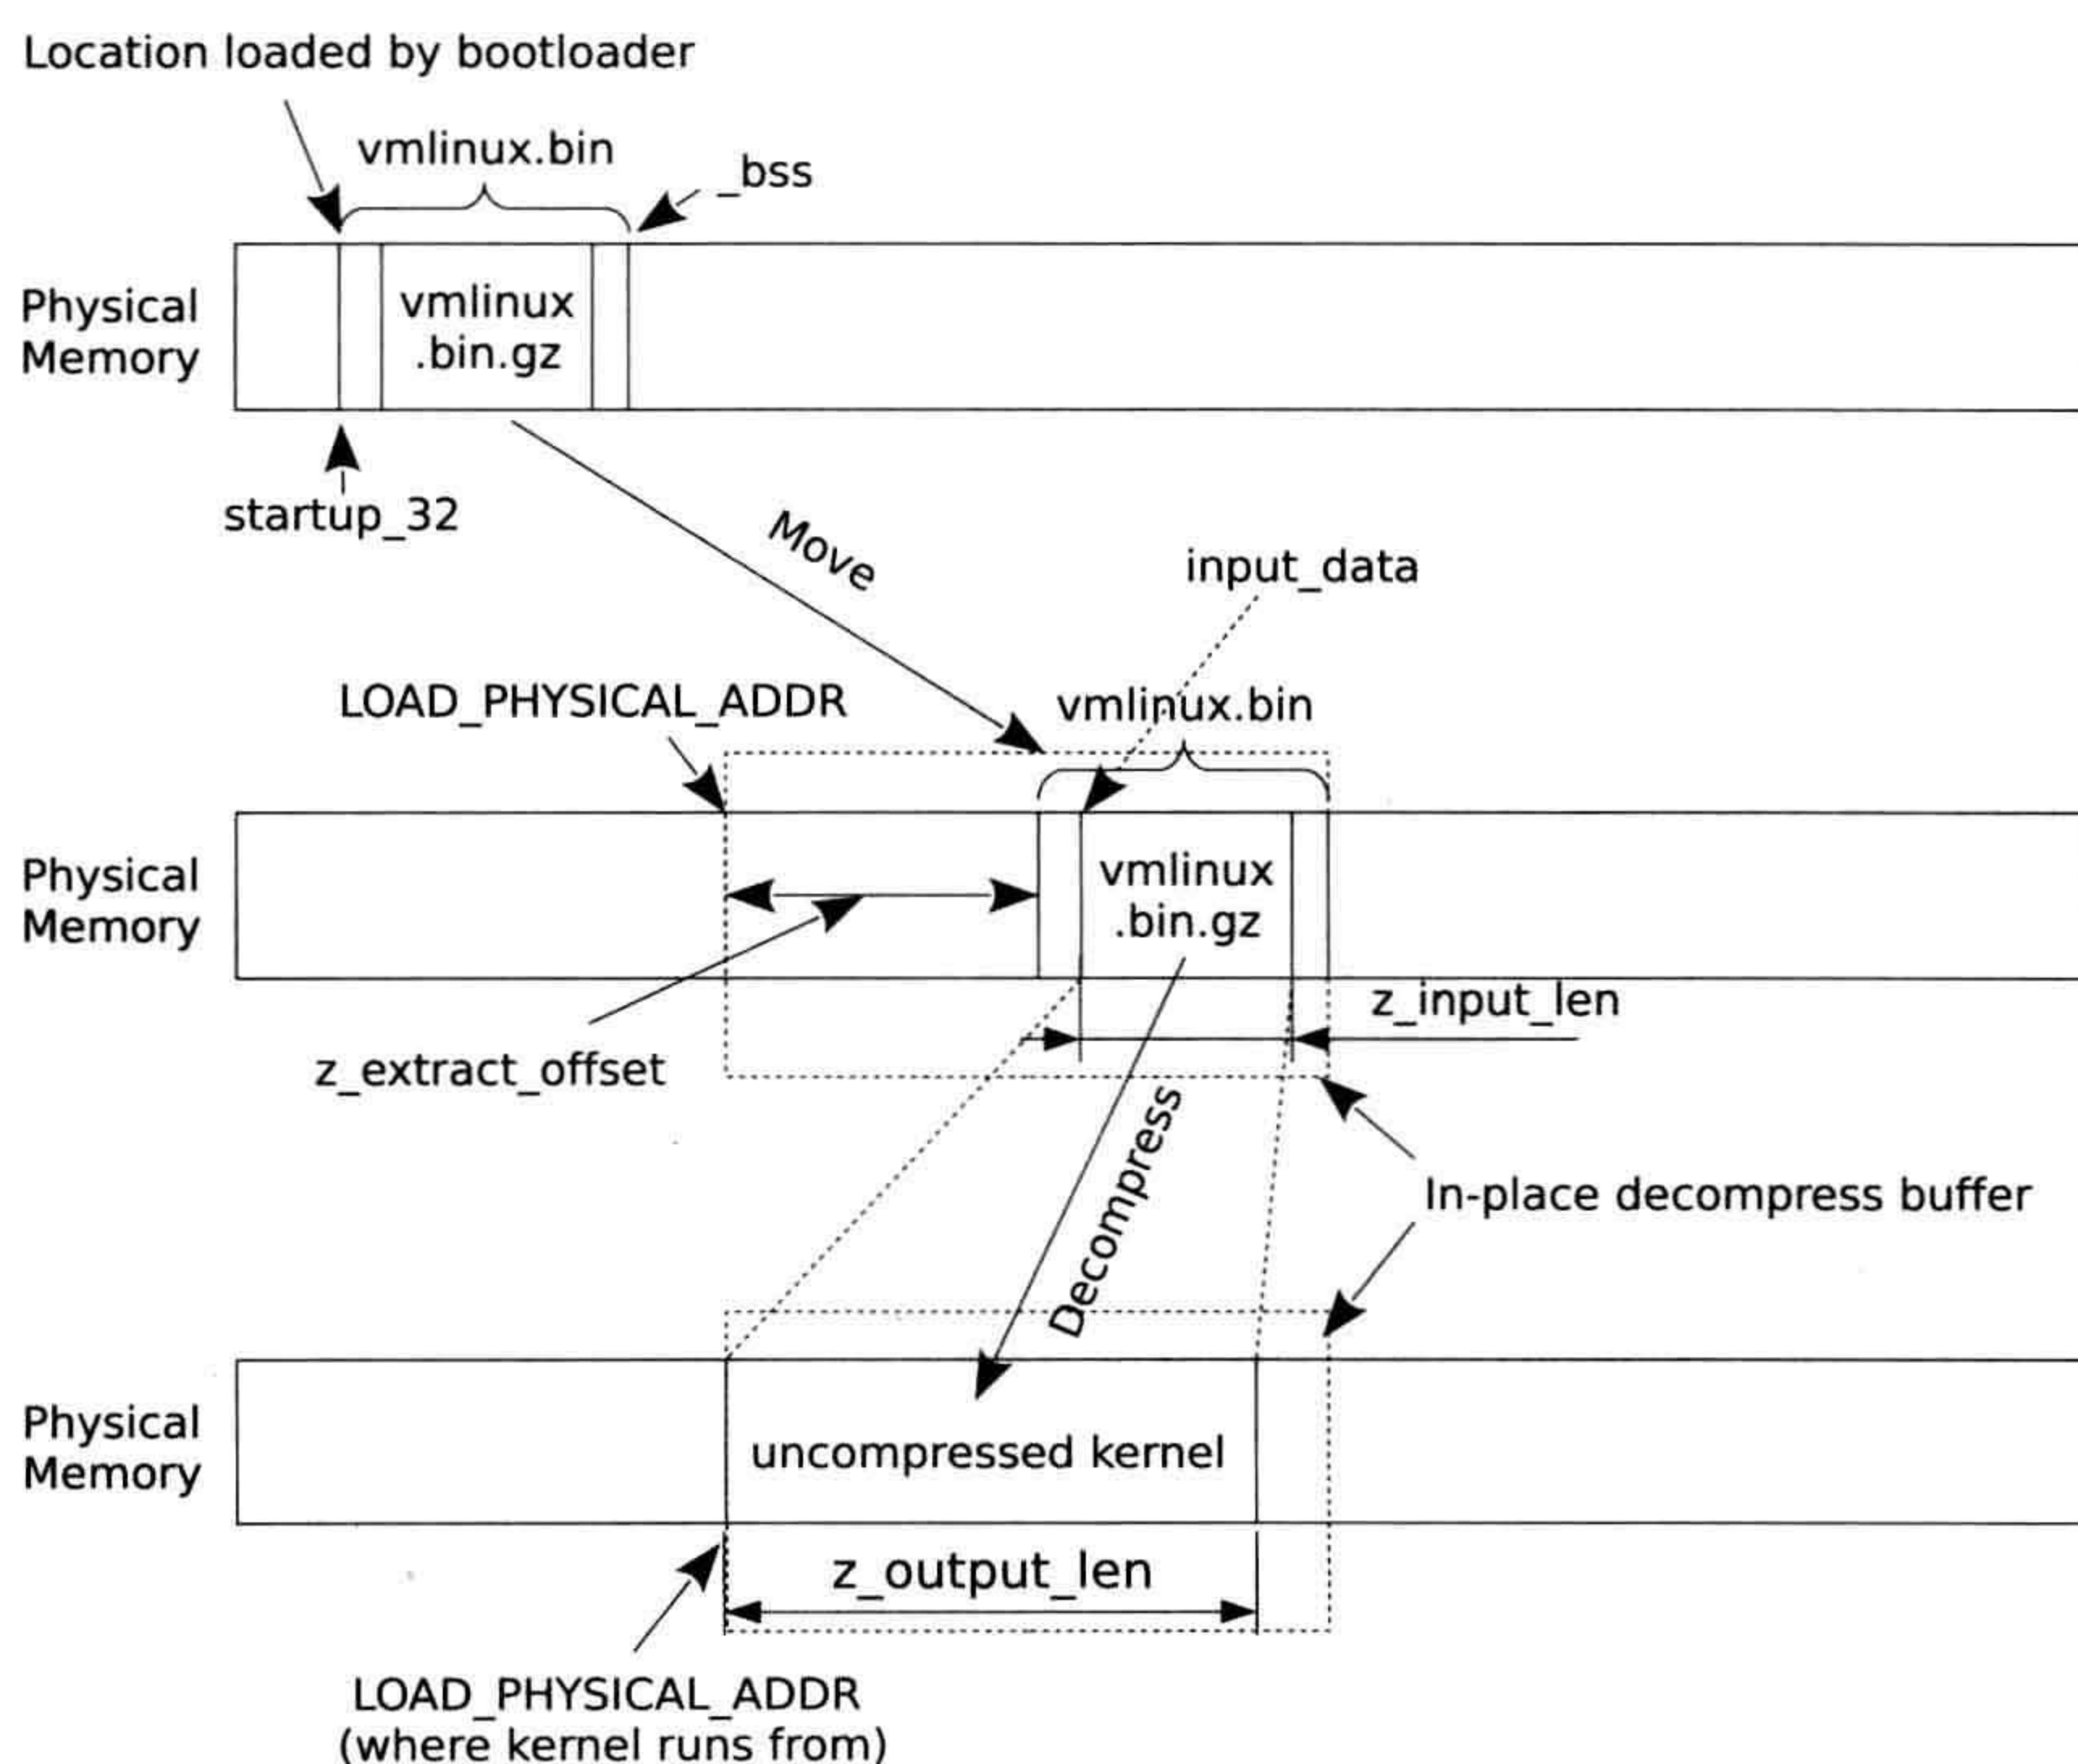 Location loaded by bootloader
vmlinux.bin
_bss
Physical
Memory
vmlinux
.bin.gz
startup_32
Move
input_data
LOAD_PHYSICAL_ADDR
vmlinux.bin
Physical
Memory
vmlinux
.bin.gz
z_input_len
z_extract_offset
Decompress
In-place decompress buffer
Physical
Memory
uncompressed kernel
z_output_len
LOAD_PHYSICAL_ADDR
(where kernel runs from)